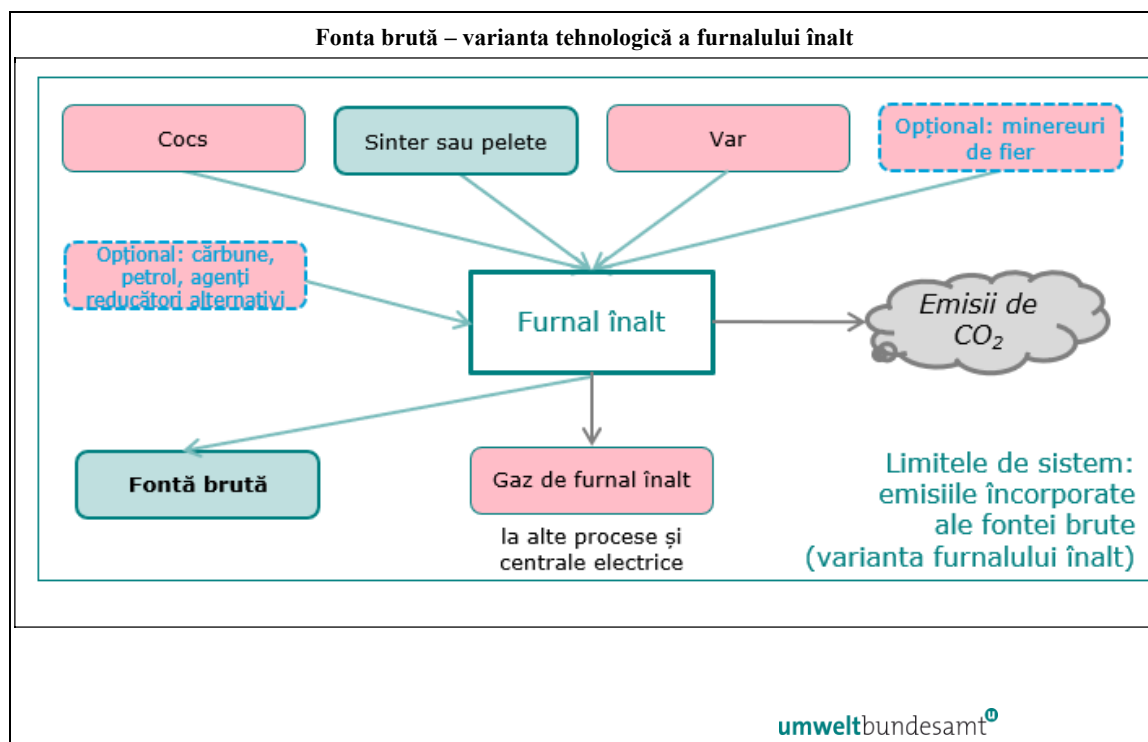 Fonta brută – varianta tehnologică a furnalului înalt
Cocs
Sinter sau pelete
Var
Opțional: minereuri
de fier
Opțional: cărbune,
petrol, agenți
reducători alternativi
Furnal înalt
Emisii de
CO₂
Fontă brută
Gaz de furnal înalt
la alte procese și
centrale electrice
Limitele de sistem:
emisiile încorporate
ale fontei brute
(varianta furnalului înalt)
umweltbundesamt u